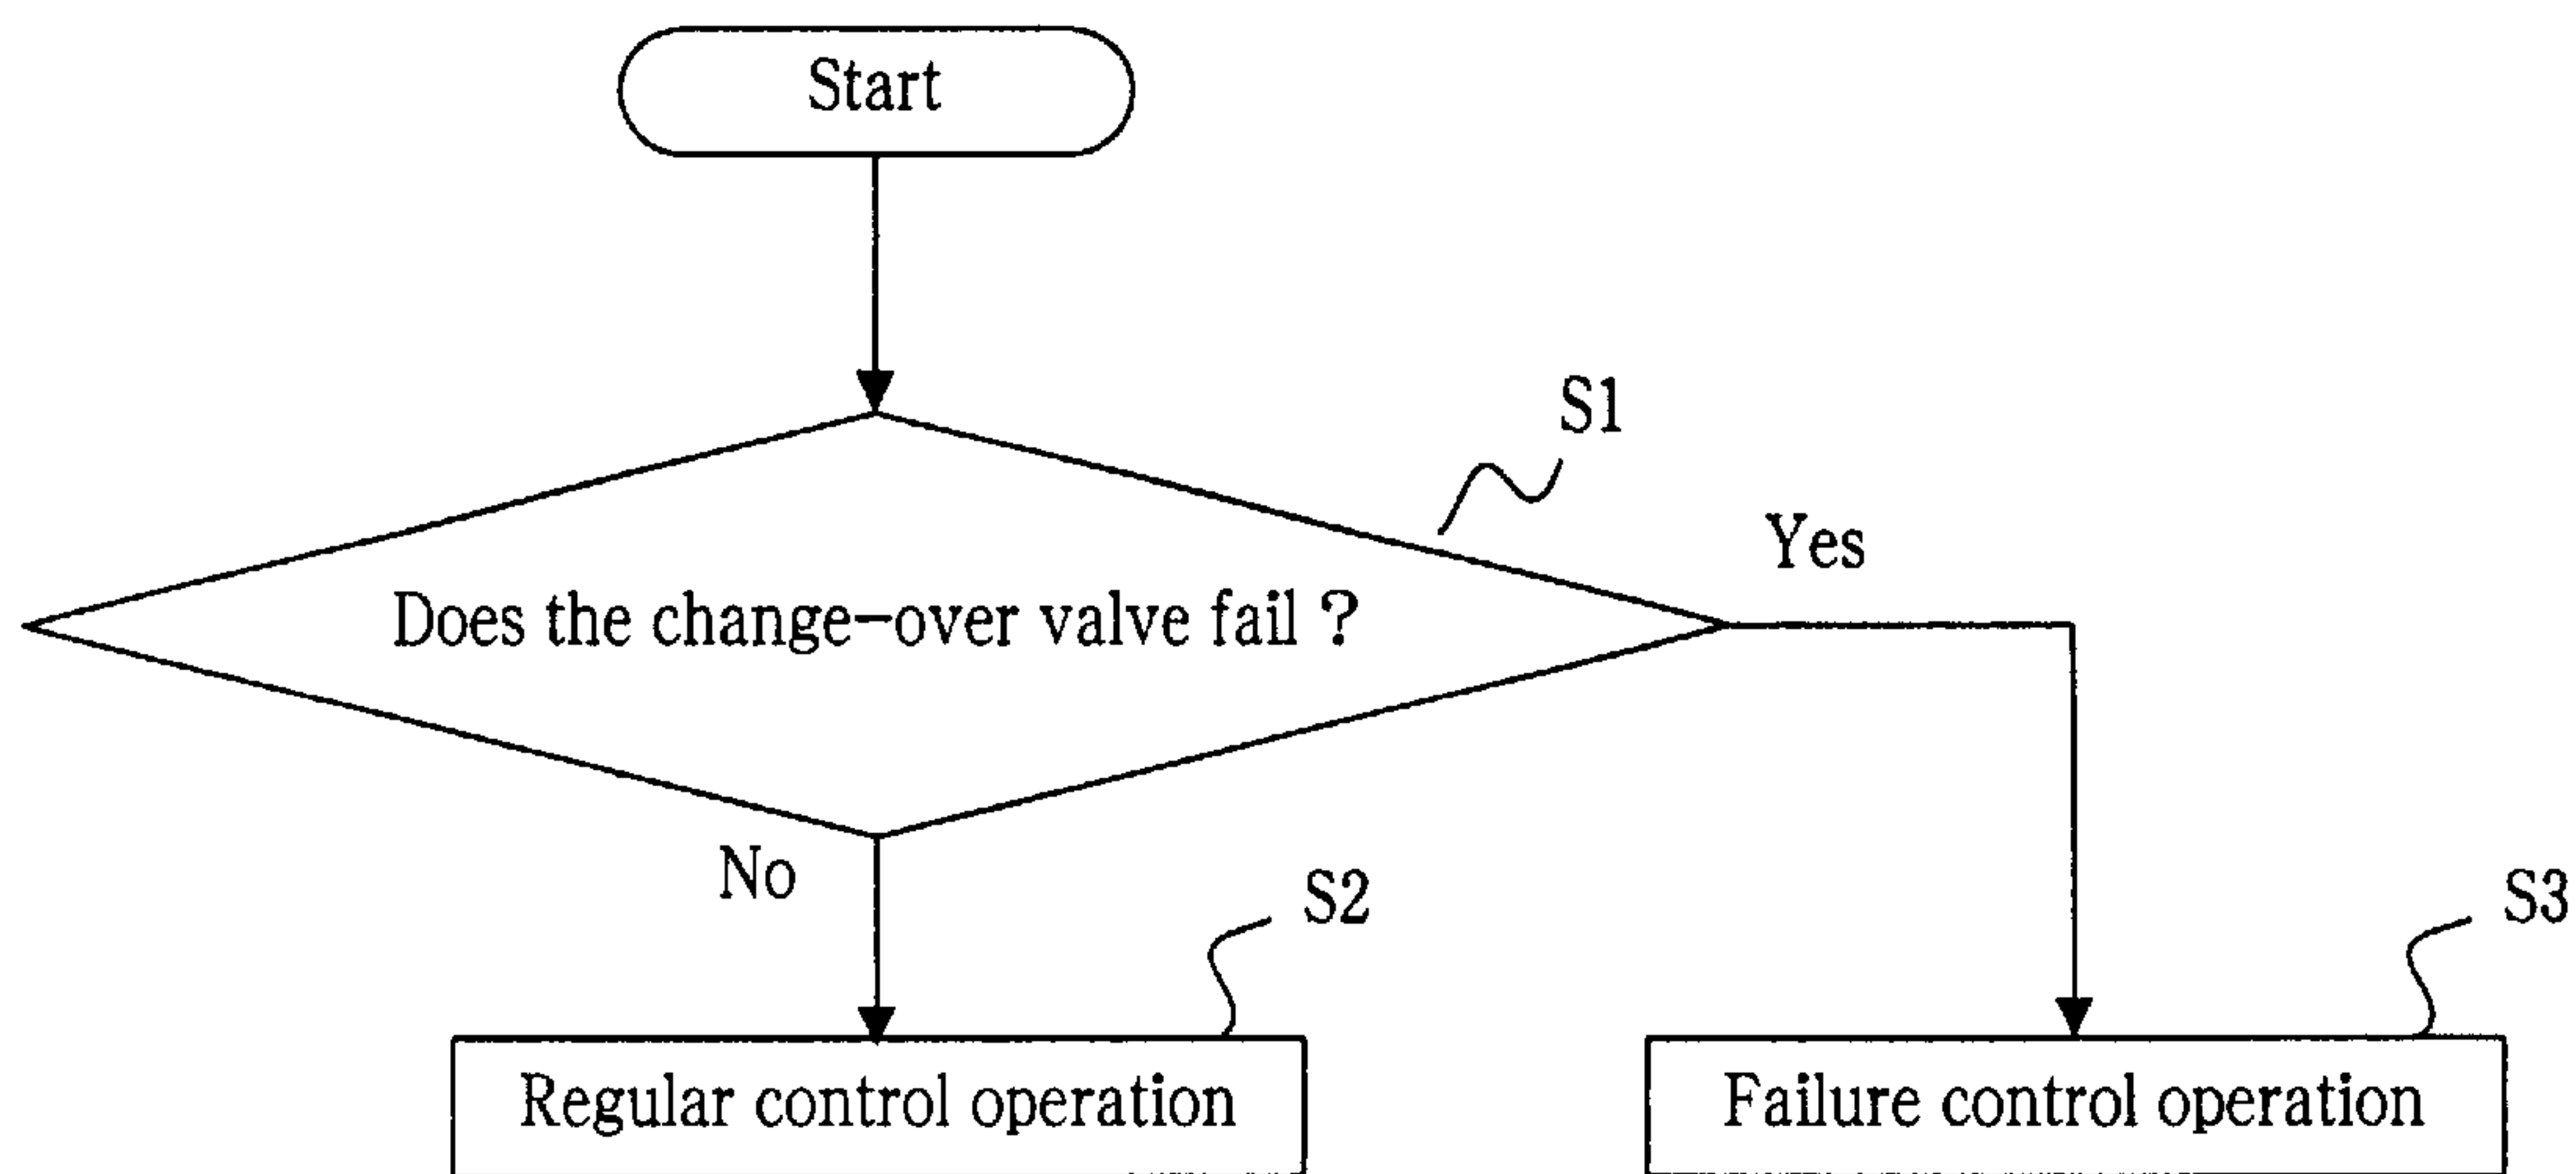 Start
S1
Yes
Does the change-over valve fail ?
No
S2
S3
Regular control operation
Failure control operation